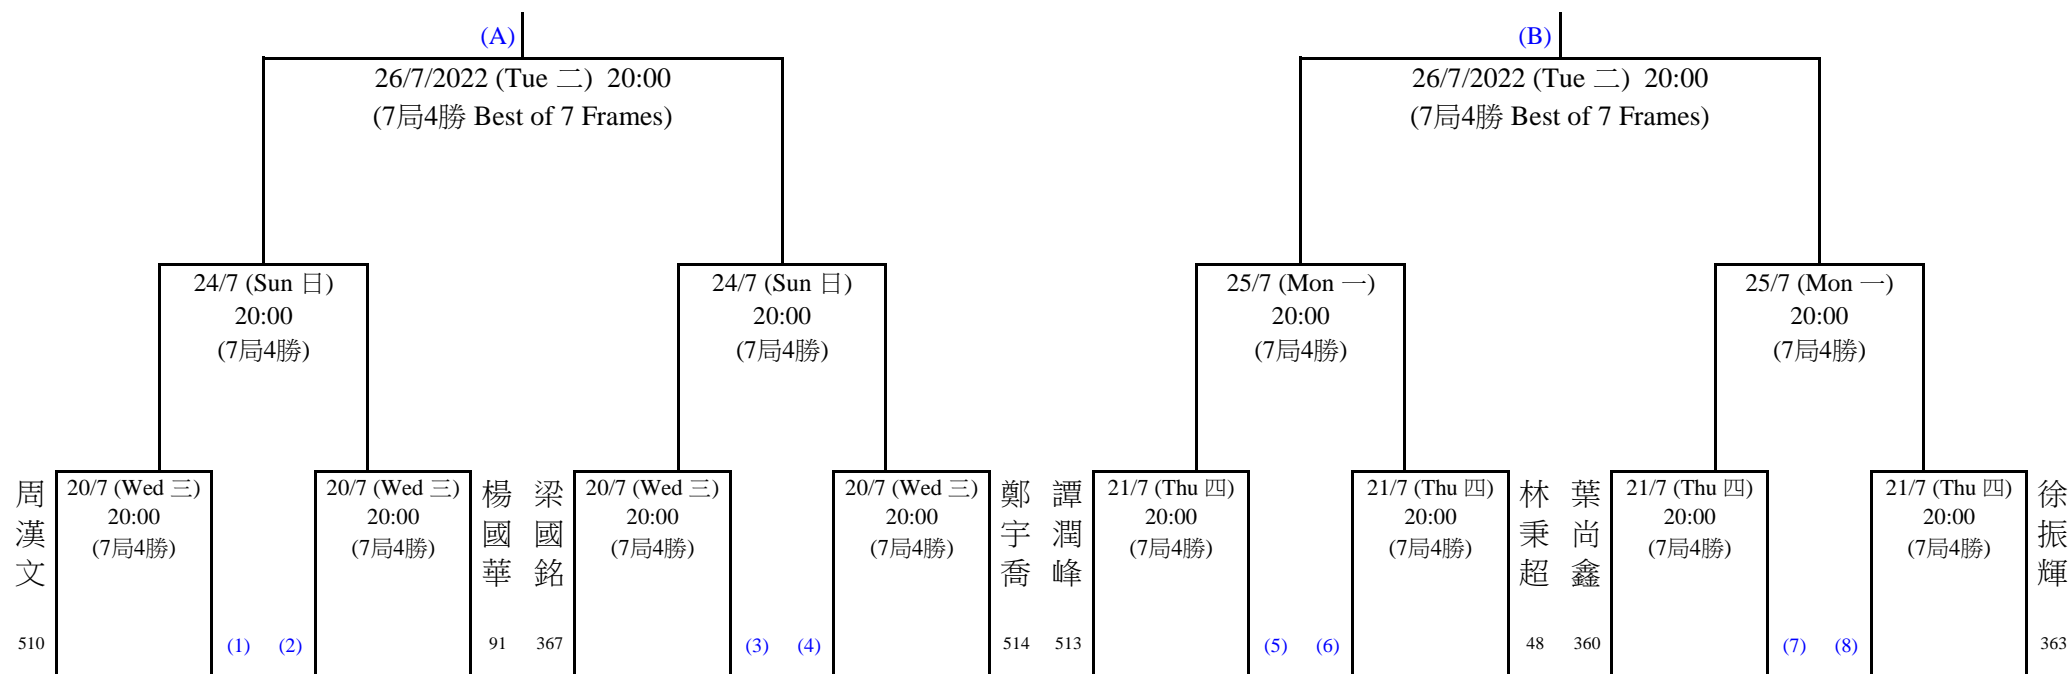 (A)
(B)
26/7/2022 (Tue 二) 20:00
(7局4勝 Best of 7 Frames)
26/7/2022 (Tue 二) 20:00
(7局4勝 Best of 7 Frames)
24/7 (Sun 日)
20:00
(7局4勝)
24/7 (Sun 日)
20:00
(7局4勝)
25/7 (Mon 一)
20:00
(7局4勝)
25/7 (Mon 一)
20:00
(7局4勝)
周漢文
510
20/7 (Wed 三)
20:00
(7局4勝)
(1)
(2)
20/7 (Wed 三)
20:00
(7局4勝)
楊國華
91
梁國銘
367
20/7 (Wed 三)
20:00
(7局4勝)
(3)
(4)
20/7 (Wed 三)
20:00
(7局4勝)
鄭宇喬
514
譚潤峰
513
21/7 (Thu 四)
20:00
(7局4勝)
(5)
(6)
21/7 (Thu 四)
20:00
(7局4勝)
林秉超
48
葉尚鑫
360
21/7 (Thu 四)
20:00
(7局4勝)
(7)
(8)
21/7 (Thu 四)
20:00
(7局4勝)
徐振輝
363